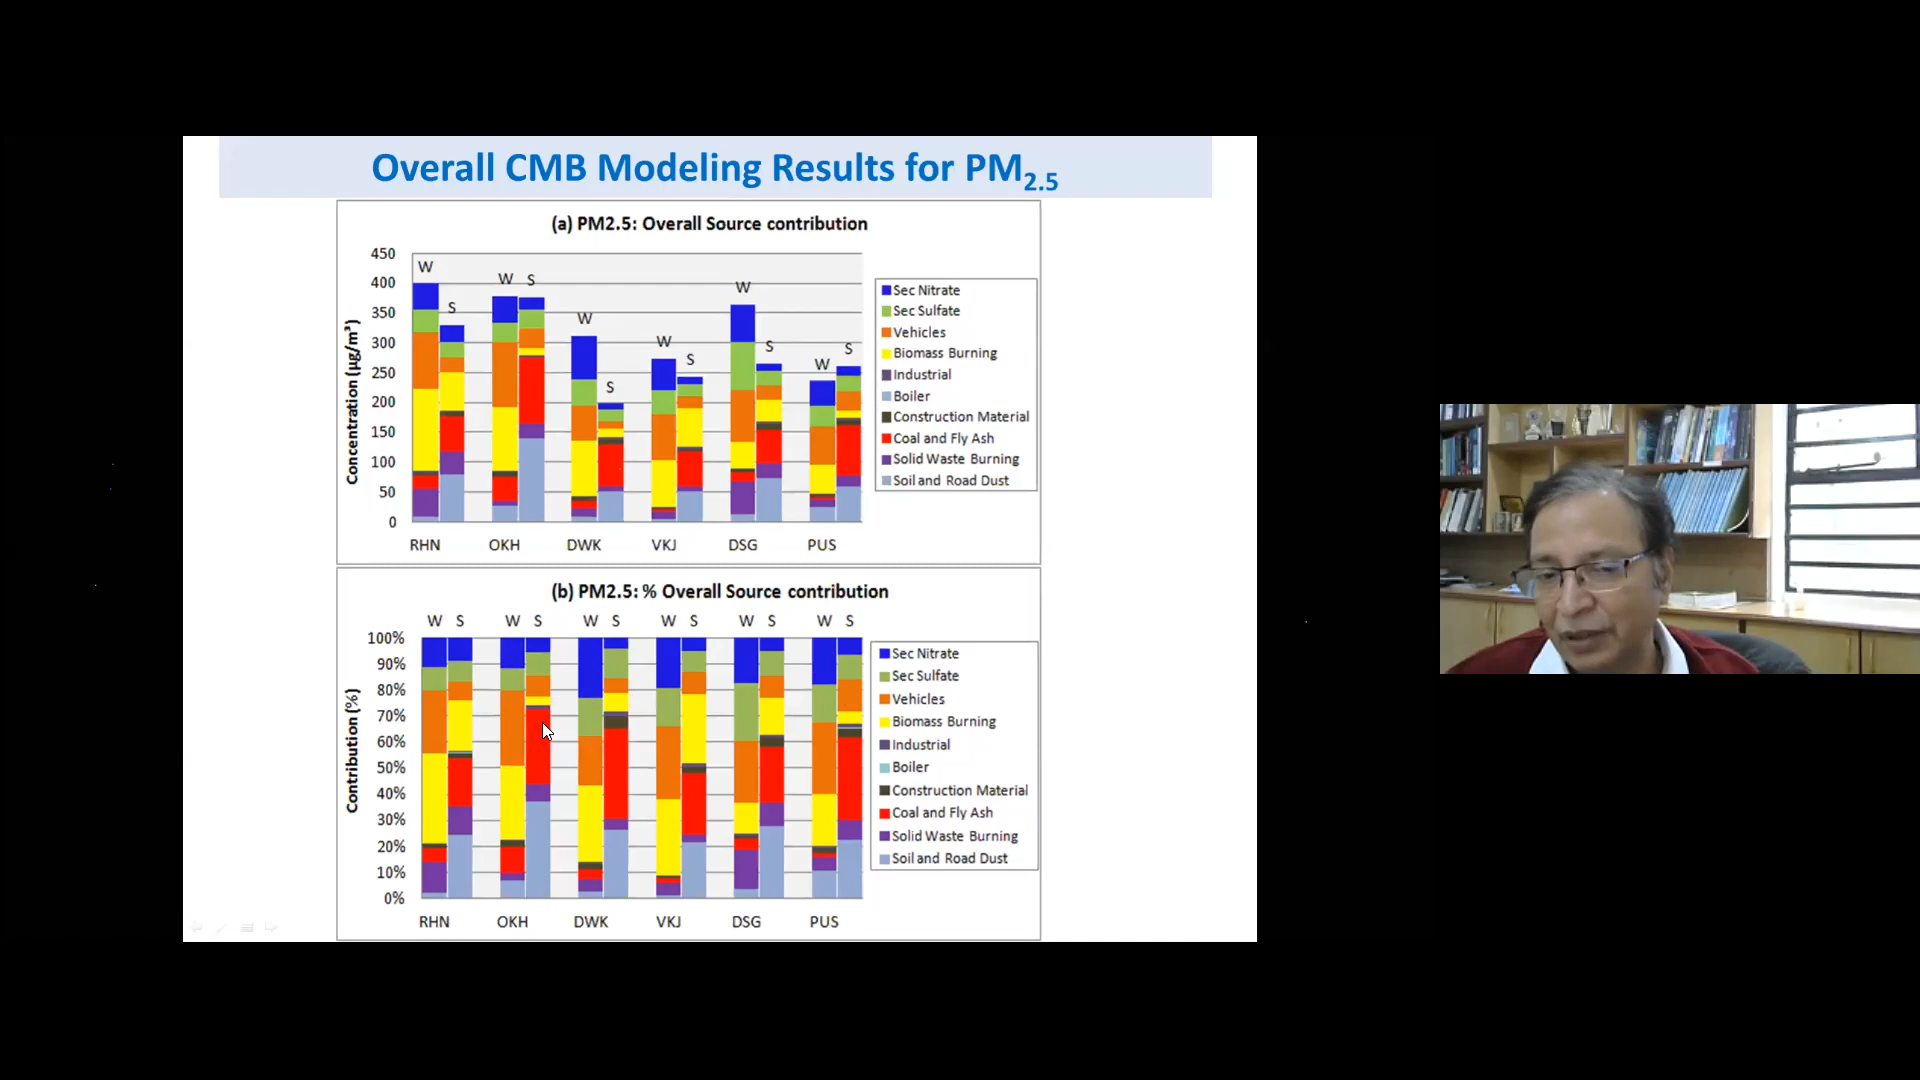 Overall CMB Modeling Results for PM2.5
(a) PM2.5: Overall Source contribution
Concentration (µg/m³)
450
400
350
300
250
200
150
100
50
0
W
S
W
S
W
S
W
S
W
S
W
S
RHN
OKH
DWK
VKJ
DSG
PUS
Sec Nitrate
Sec Sulfate
Vehicles
Biomass Burning
Industrial
Boiler
Construction Material
Coal and Fly Ash
Solid Waste Burning
Soil and Road Dust
(b) PM2.5: % Overall Source contribution
Contribution (%)
100%
90%
80%
70%
60%
50%
40%
30%
20%
10%
0%
W S W S W S W S W S W S
RHN
OKH
DWK
VKJ
DSG
PUS
Sec Nitrate
Sec Sulfate
Vehicles
Biomass Burning
Industrial
Boiler
Construction Material
Coal and Fly Ash
Solid Waste Burning
Soil and Road Dust